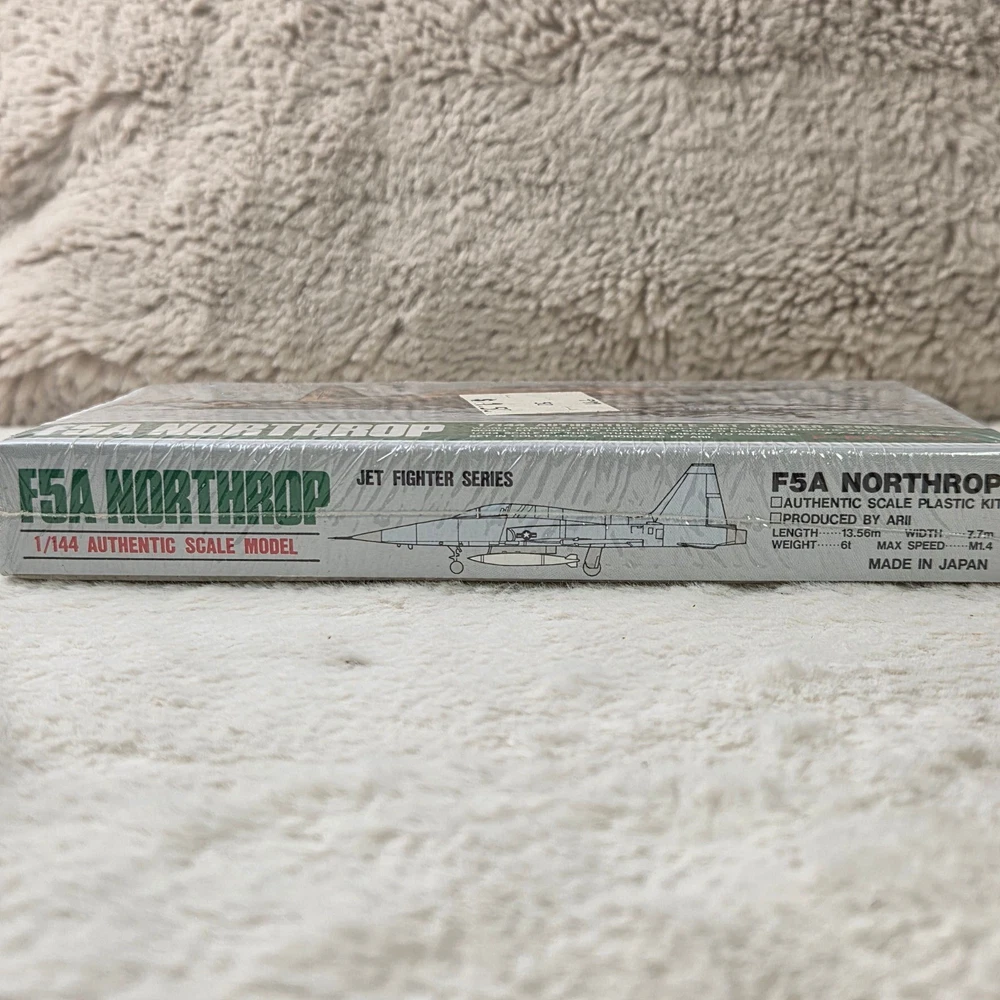 F5A NORTHROP
F5A NORTHROP
JET FIGHTER SERIES
1/144 AUTHENTIC SCALE MODEL
F5A NORTHROP
□AUTHENTIC SCALE PLASTIC KIT
□PRODUCED BY ARII
LENGTH·····13.56m WIDTH·····7.7m
WEIGHT·····6t MAX SPEED·····M1.4
MADE IN JAPAN